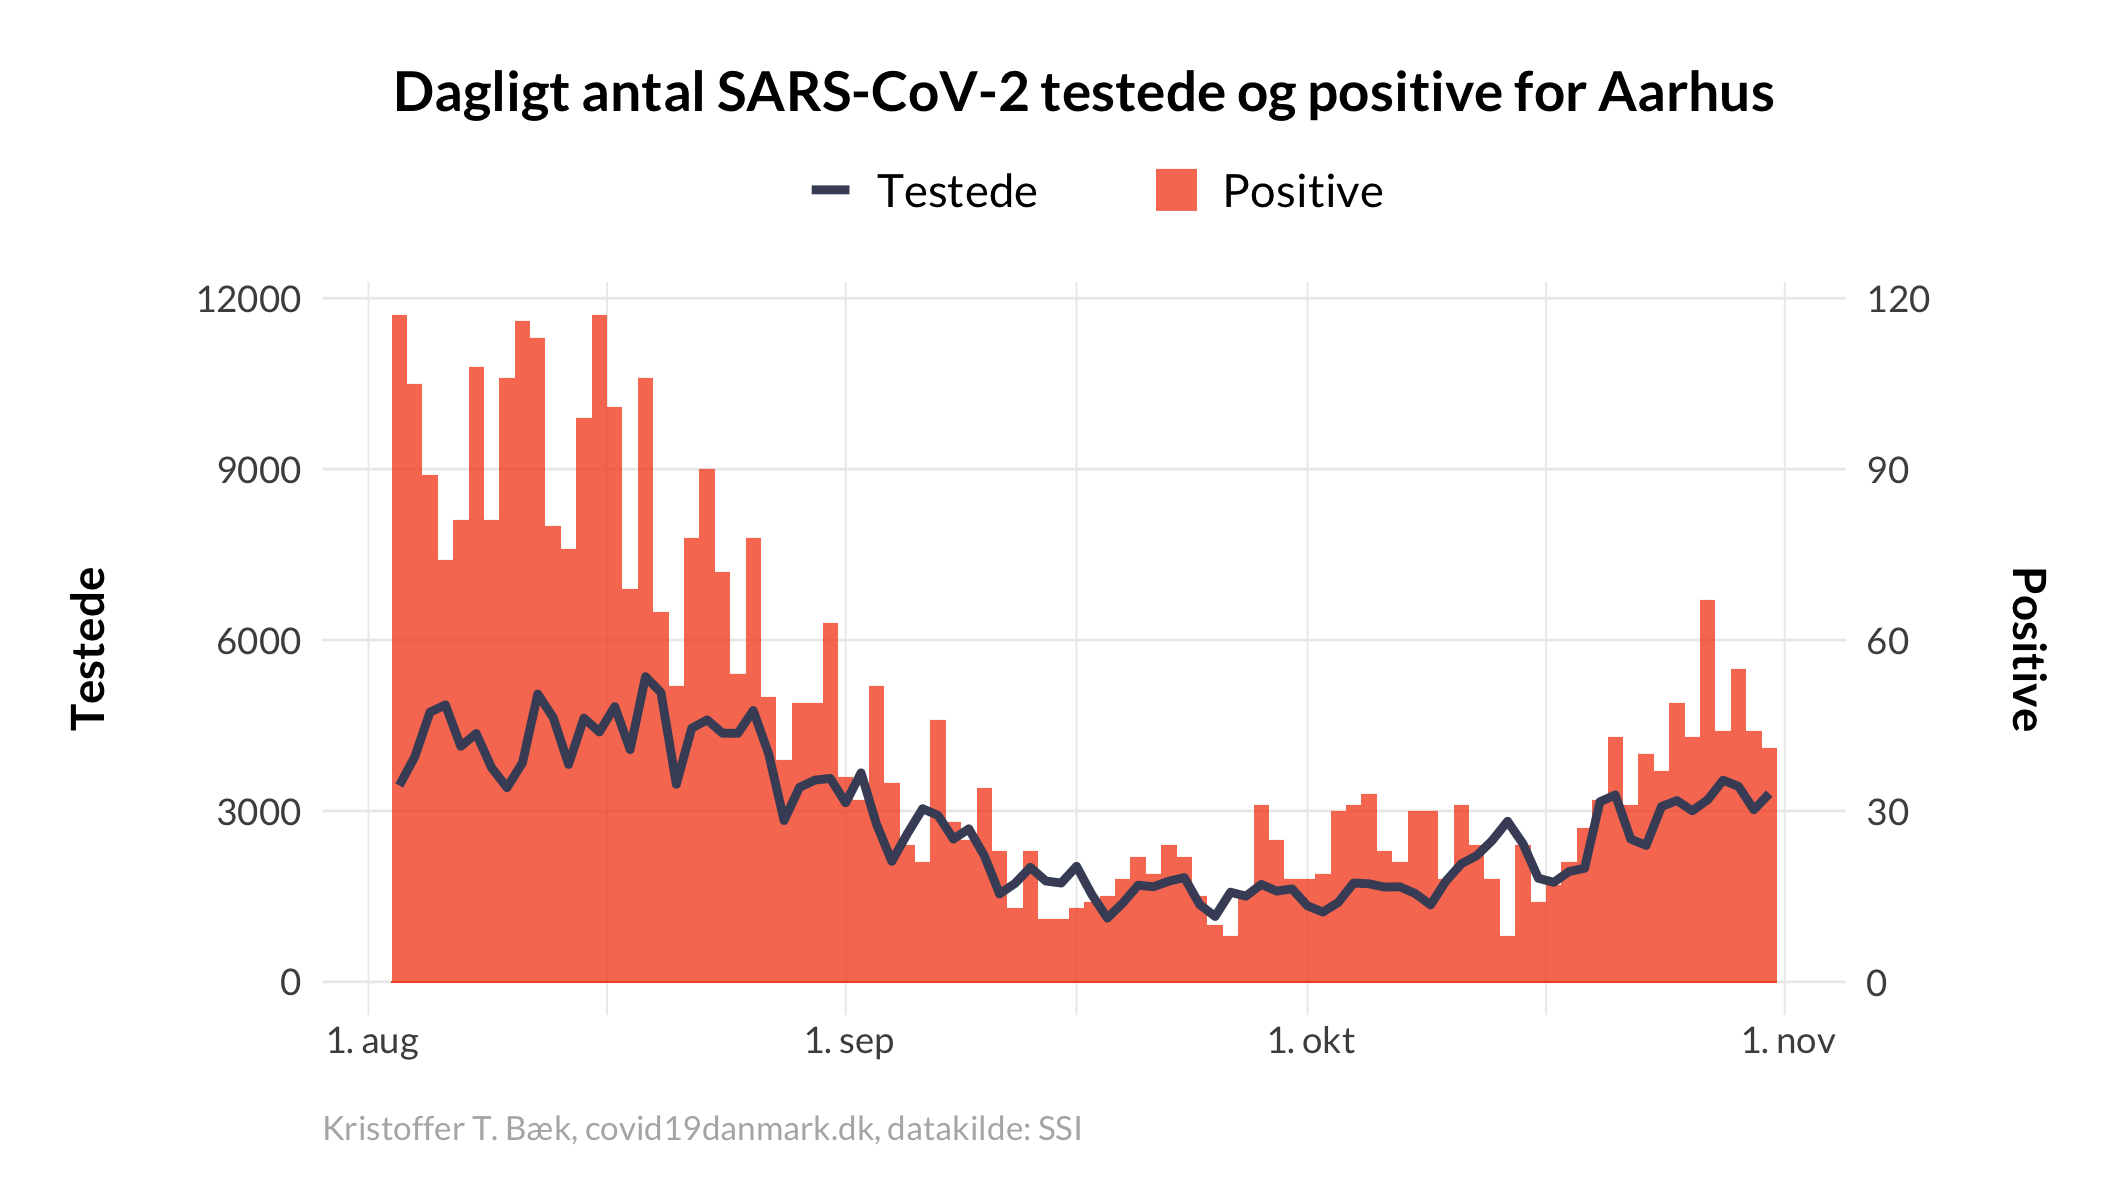 Dagligt antal SARS-CoV-2 testede og positive for Aarhus
Testede
Positive
12000
9000
6000
3000
0
120
90
60
30
0
Testede
Positive
1. aug
1. sep
1. okt
1. nov
Kristoffer T. Bæk, covid19danmark.dk, datakilde: SSI